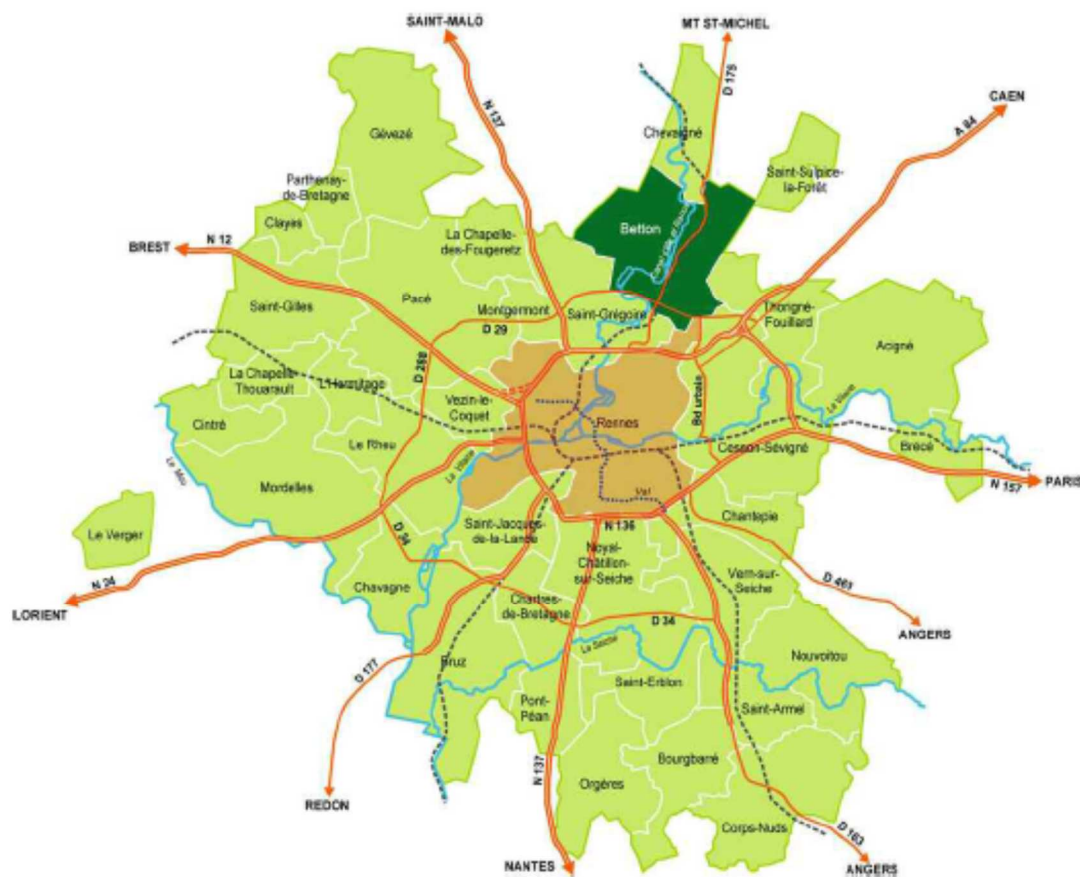 SAINT-MALO
MT ST-MICHEL
CAEN
N 137
D 175
A 84
Gévezé
Chevaigné
Saint-Sulpice-
la-Forêt
Parthenay-
de-Bretagne
Clayes
Betton
La Chapelle-
des-Fougeretz
BREST
N 12
Pacé
Saint-Gilles
Montgermont
Saint-Grégoire
D 29
Thorigné-
Fouillard
Acigné
La Chapelle-
Thouarault
L'Hermitage
D 288
Vezin-le-
Coquet
Rennes
Bd urbain
La Vilaine
Cintré
Le Rheu
Cesson-Sévigné
Brécé
PARIS
N 157
Le Meu
Mordelles
La Vilaine
Val
Le Verger
Saint-Jacques-
de-la-Lande
N 136
Chantepie
D 34
Noyal-
Châtillon-
sur-Seiche
N 24
LORIENT
Chavagne
Vern-sur-
Seiche
D 463
ANGERS
Chartres-
de-Bretagne
D 34
D 177
Bruz
La Seiche
Nouvoitou
Saint-Erblon
Pont-
Péan
Saint-Armel
Bourgbarré
N 137
Orgères
REDON
Corps-Nuds
D 163
NANTES
ANGERS